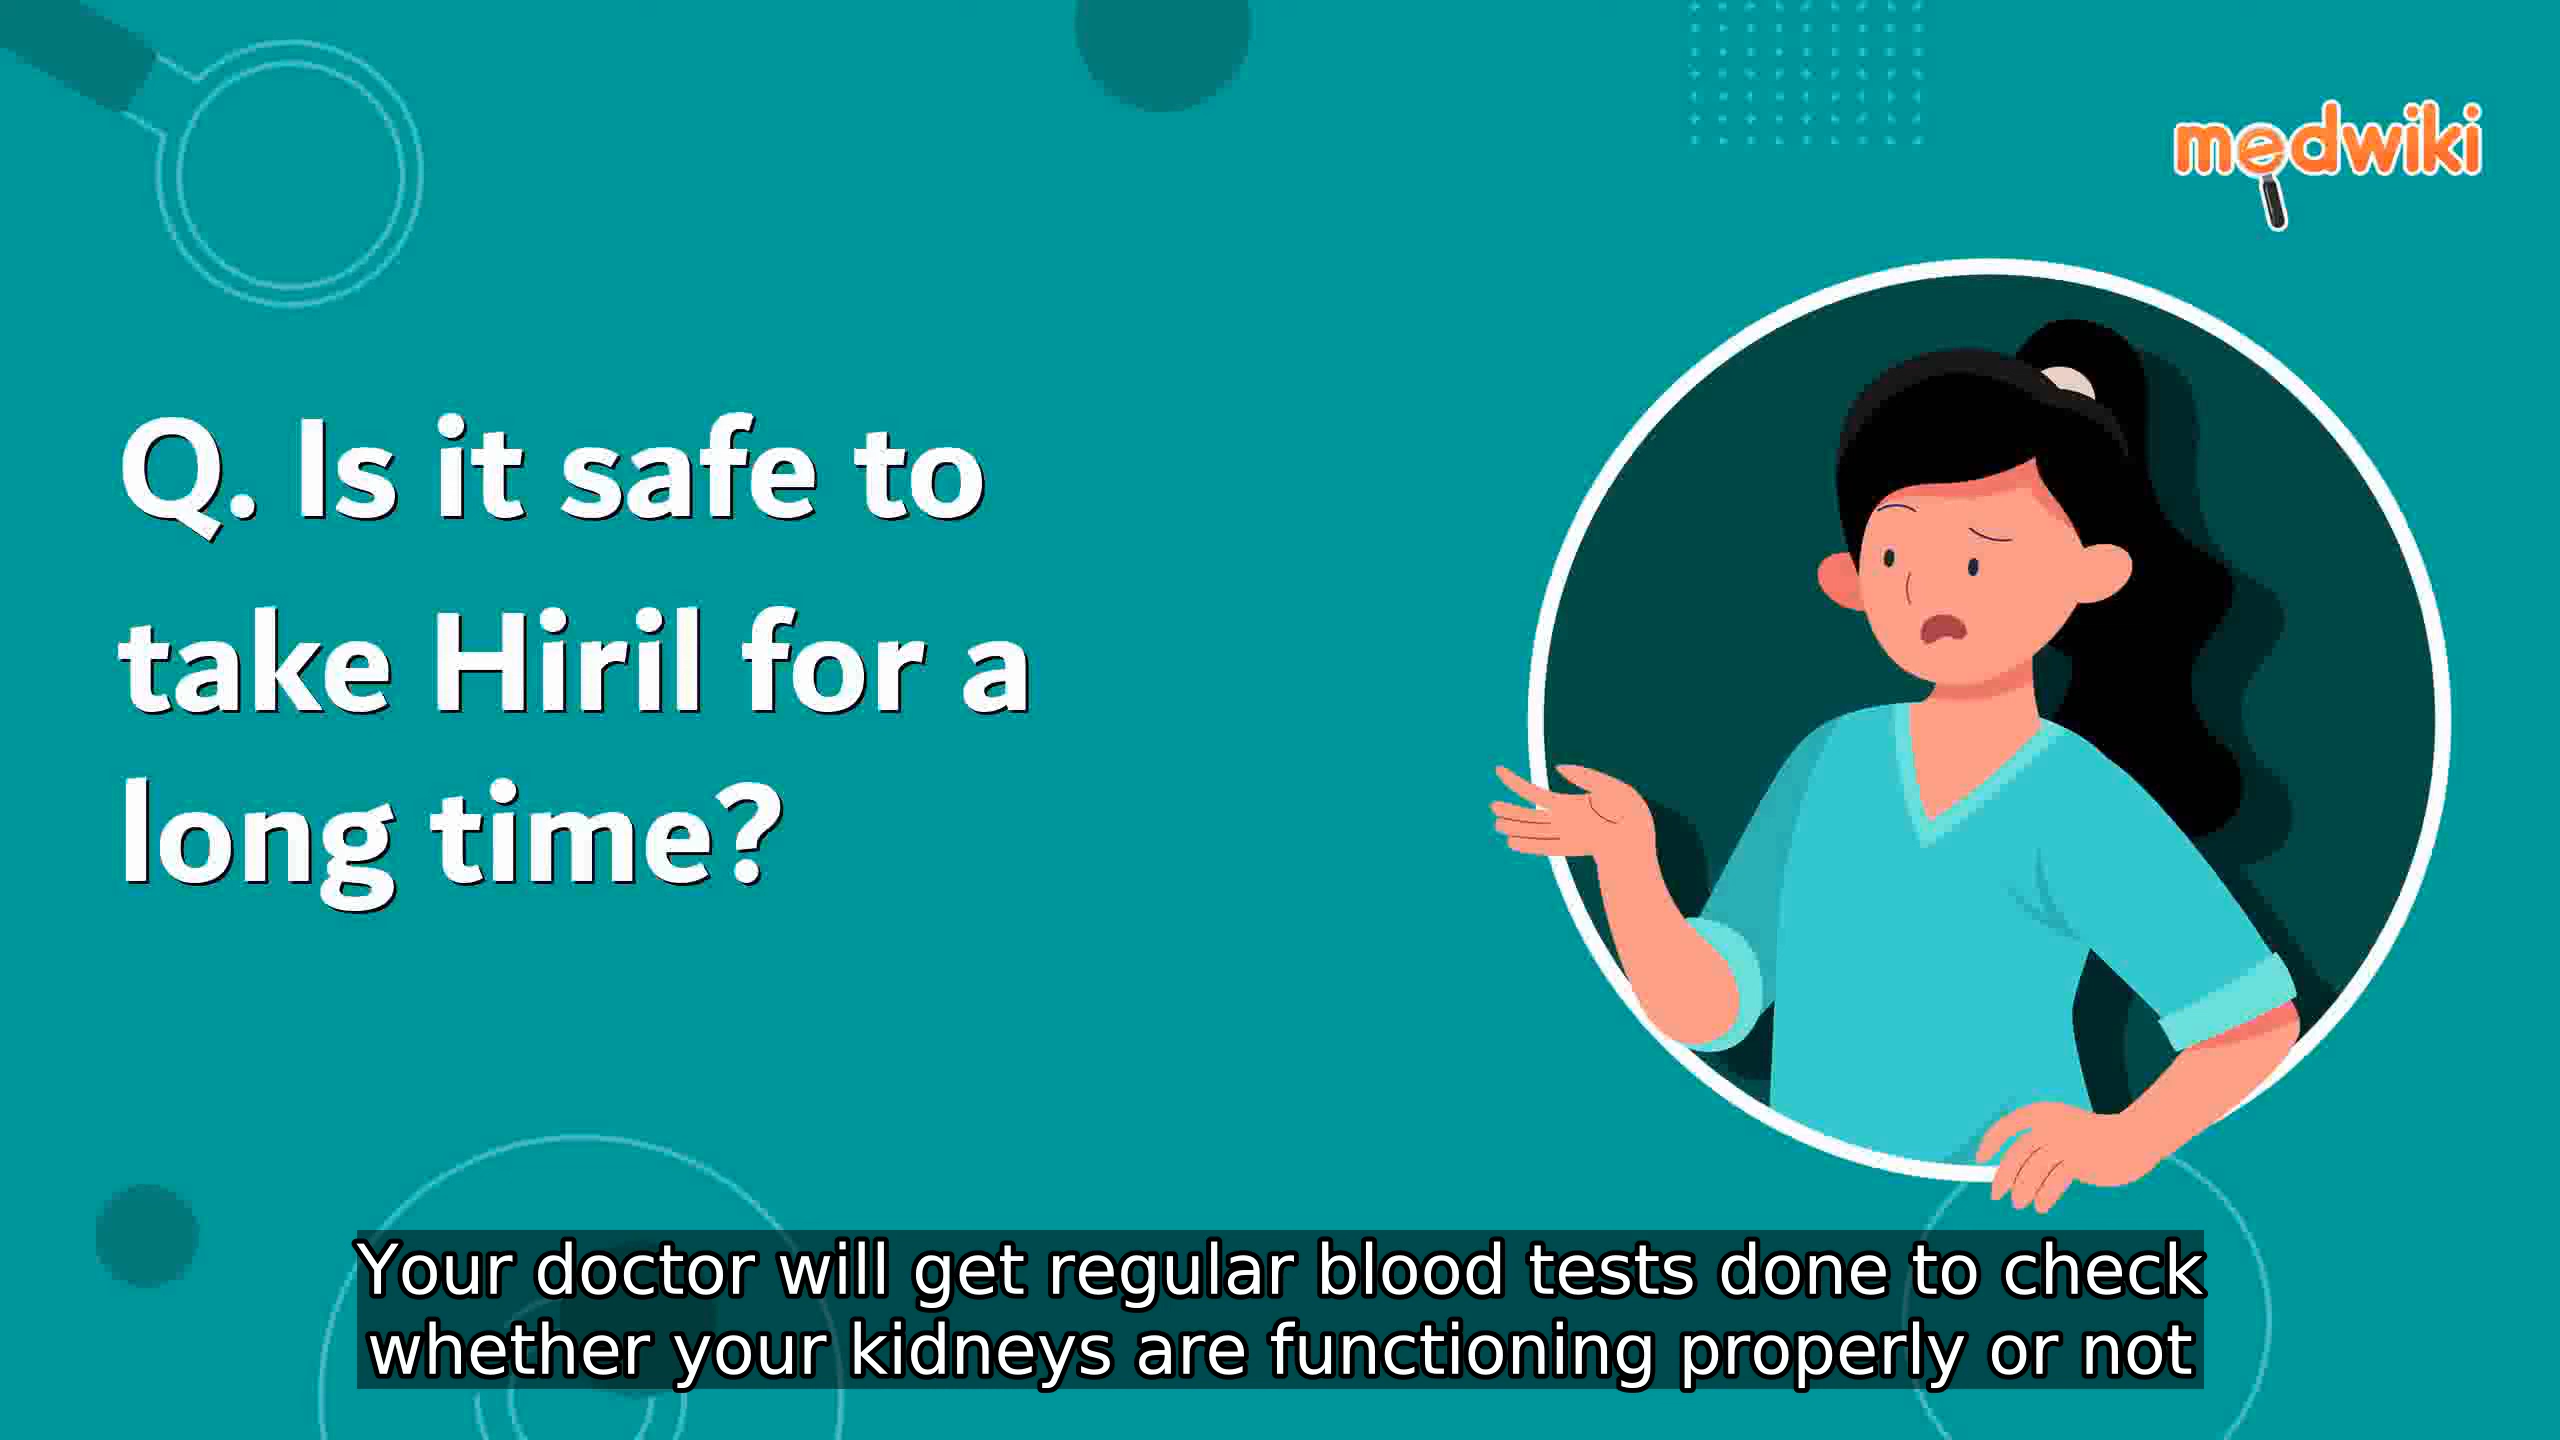 medwiki
Q. Is it safe to
take Hiril for a
long time?
Your doctor will get regular blood tests done to check
whether your kidneys are functioning properly or not